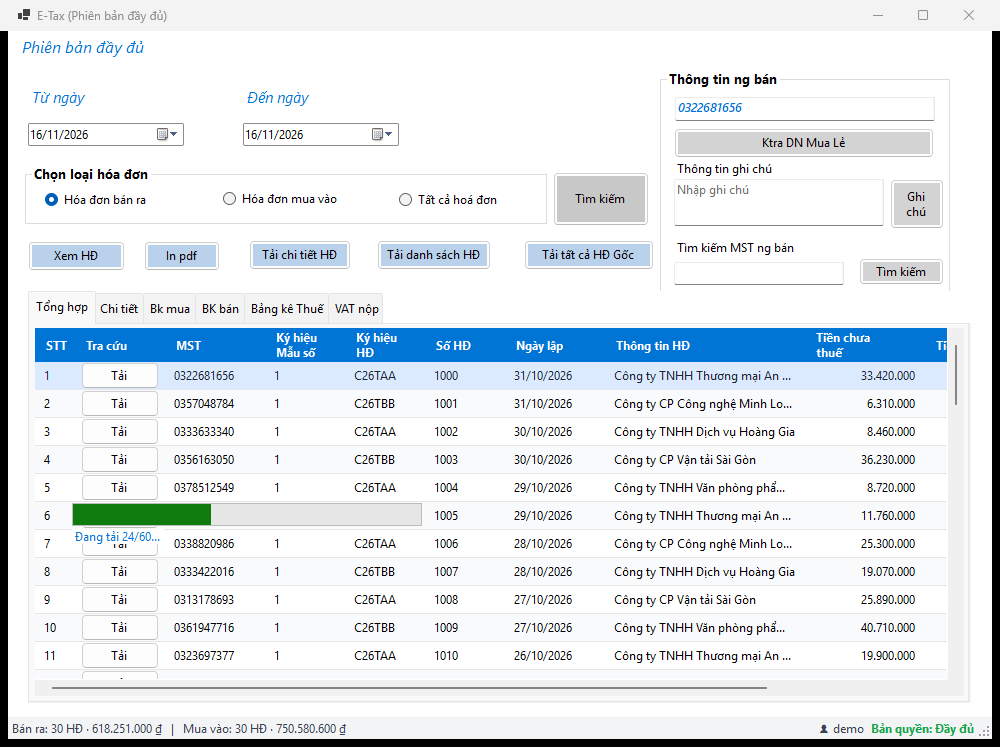 E-Tax (Phiên bản đầy đủ)
Phiên bản đầy đủ
Từ ngày
Đến ngày
16/11/2026
16/11/2026
Chọn loại hóa đơn
Hóa đơn bán ra
Hóa đơn mua vào
Tất cả hoá đơn
Tìm kiếm
Thông tin ng bán
0322681656
Ktra DN Mua Lẻ
Thông tin ghi chú
Nhập ghi chú
Ghi
chú
Tìm kiếm MST ng bán
Tìm kiếm
Xem HĐ
In pdf
Tải chi tiết HĐ
Tải danh sách HĐ
Tải tất cả HĐ Gốc
Tổng hợp Chi tiết Bk mua BK bán Bảng kê Thuế VAT nộp
STT Tra cứu MST Ký hiệu Mẫu số Ký hiệu HĐ Số HĐ Ngày lập Thông tin HĐ Tiền chưa thuế
1 Tải 0322681656 1 C26TAA 1000 31/10/2026 Công ty TNHH Thương mại An ... 33.420.000
2 Tải 0357048784 1 C26TBB 1001 31/10/2026 Công ty CP Công nghệ Minh Lo... 6.310.000
3 Tải 0333633340 1 C26TAA 1002 30/10/2026 Công ty TNHH Dịch vụ Hoàng Gia 8.460.000
4 Tải 0356163050 1 C26TBB 1003 30/10/2026 Công ty CP Vận tải Sài Gòn 36.230.000
5 Tải 0378512549 1 C26TAA 1004 29/10/2026 Công ty TNHH Văn phòng phẩ... 8.720.000
6 1005 29/10/2026 Công ty TNHH Thương mại An ... 11.760.000
Đang tải 24/60...
7 0338820986 1 C26TAA 1006 28/10/2026 Công ty CP Công nghệ Minh Lo... 25.300.000
8 Tải 0333422016 1 C26TBB 1007 28/10/2026 Công ty TNHH Dịch vụ Hoàng Gia 19.070.000
9 Tải 0313178693 1 C26TAA 1008 27/10/2026 Công ty CP Vận tải Sài Gòn 25.890.000
10 Tải 0361947716 1 C26TBB 1009 27/10/2026 Công ty TNHH Văn phòng phẩ... 40.710.000
11 Tải 0323697377 1 C26TAA 1010 26/10/2026 Công ty TNHH Thương mại An ... 19.900.000
Bán ra: 30 HĐ · 618.251.000 ₫ | Mua vào: 30 HĐ · 750.580.600 ₫
demo Bản quyền: Đầy đủ